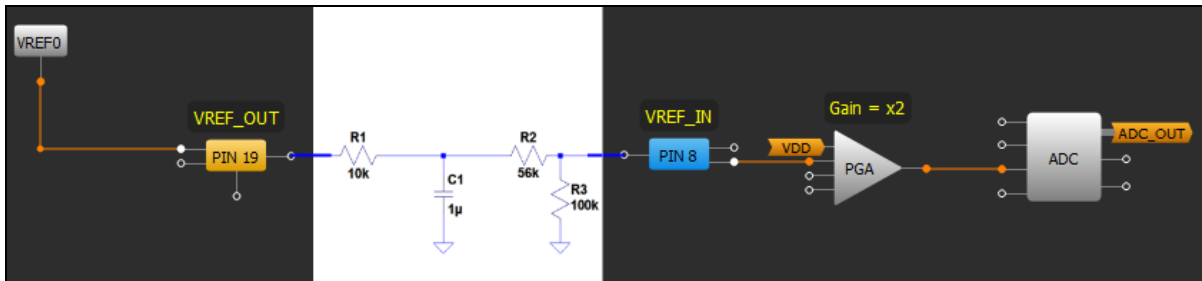 VREF0
VREF_OUT
PIN 19
R1
10k
C1
1µ
R2
56k
R3
100k
VREF_IN
PIN 8
Gain = x2
VDD
PGA
ADC
ADC_OUT